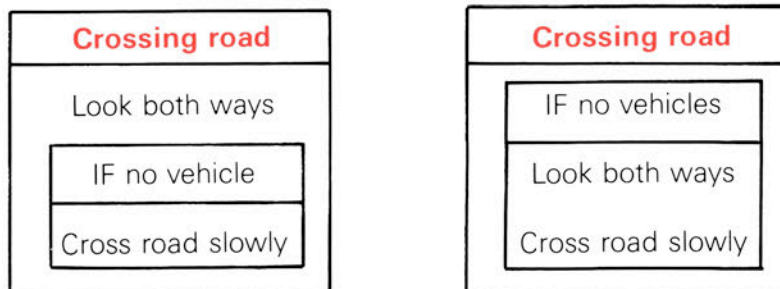 Crossing road
Look both ways
IF no vehicle
Cross road slowly
Crossing road
IF no vehicles
Look both ways
Cross road slowly